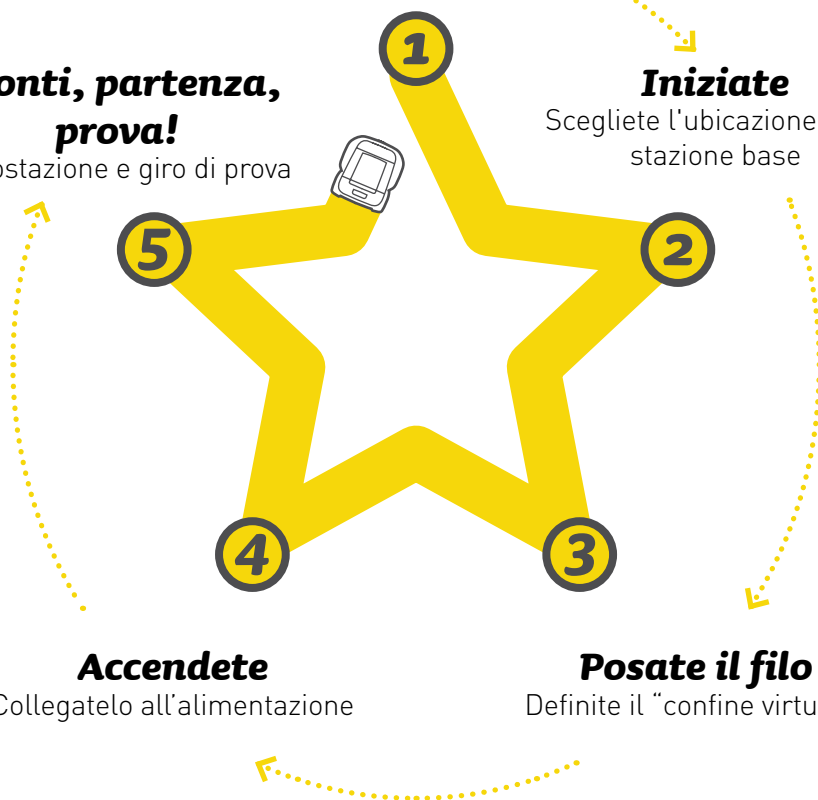 1
Iniziate
Scegliete l'ubicazione
stazione base
onti, partenza,
prova!
ostazione e giro di prova
5
2
4
3
Accendete
Collegatelo all’alimentazione
Posate il filo
Definite il “confine virtu